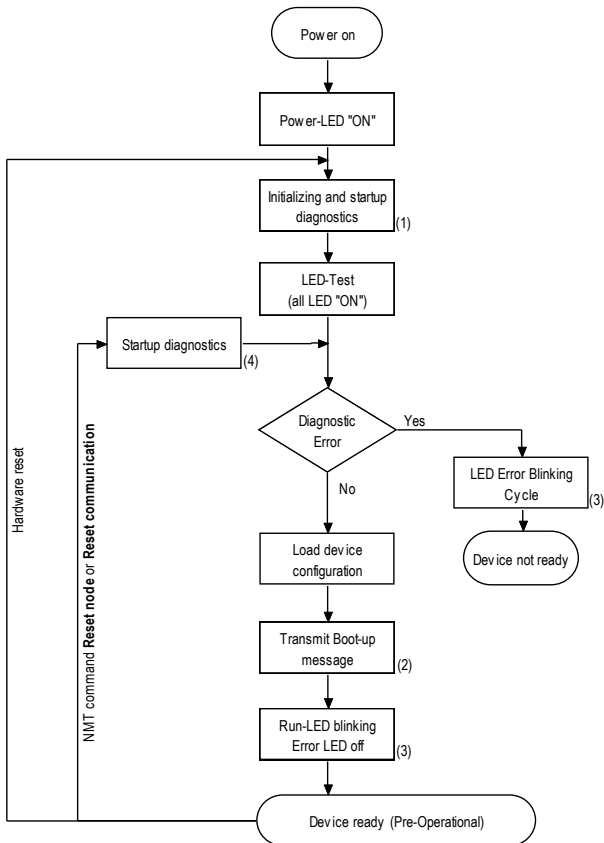 Power on
Power-LED "ON"
Initializing and startup
diagnostics
(1)
LED-Test
(all LED "ON")
Startup diagnostics
(4)
Diagnostic
Error
Yes
No
LED Error Blinking
Cycle
(3)
Device not ready
Load device
configuration
Transmit Boot-up
message
(2)
Run-LED blinking
Error LED off
(3)
Device ready (Pre-Operational)
Hardware reset
NMT command Reset node or Reset communication